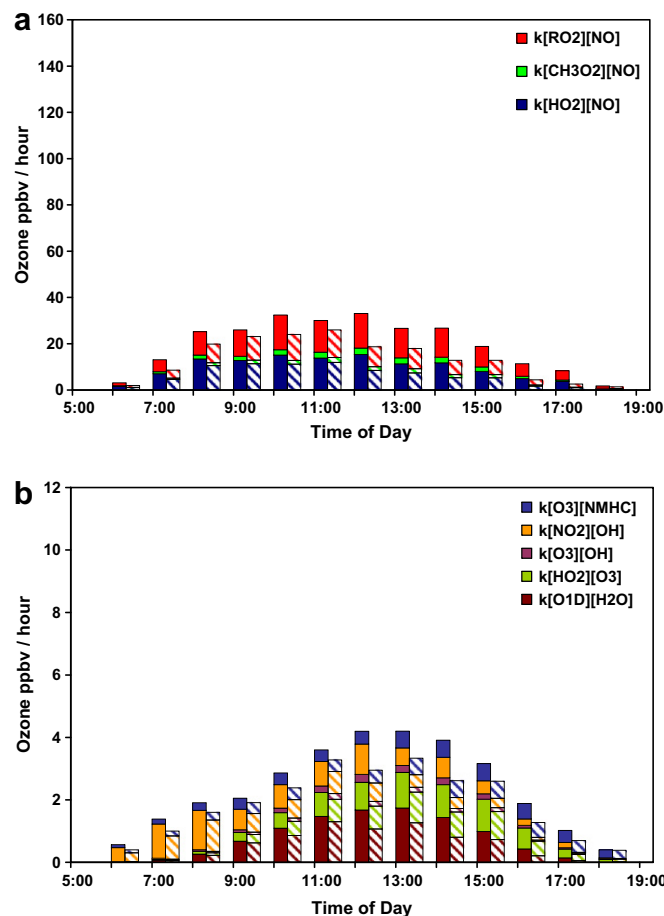 a
160
140
120
100
80
60
40
20
0
Ozone ppbv / hour
k[RO2][NO]
k[CH3O2][NO]
k[HO2][NO]
5:00 7:00 9:00 11:00 13:00 15:00 17:00 19:00
Time of Day
b
12
10
8
6
4
2
0
Ozone ppbv / hour
k[O3][NMHC]
k[NO2][OH]
k[O3][OH]
k[HO2][O3]
k[O1D][H2O]
5:00 7:00 9:00 11:00 13:00 15:00 17:00 19:00
Time of Day